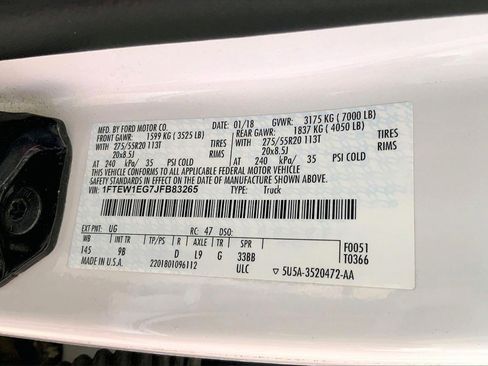 MFD. BY FORD MOTOR CO.
DATE: 01/18 GVWR: 3175 KG ( 7000 LB)
FRONT GAWR: 1599 KG ( 3525 LB) REAR GAWR: 1837 KG ( 4050 LB)
WITH 275/55R20 113T TIRES WITH 275/55R20 113T TIRES
20x8.5J RIMS 20x8.5J RIMS
AT 240 kPa/ 35 PSI COLD AT 240 kPa/ 35 PSI COLD
THIS VEHICLE CONFORMS TO ALL APPLICABLE FEDERAL MOTOR VEHICLE
SAFETY STANDARDS IN EFFECT ON THE DATE OF MANUFACTURE SHOWN ABOVE.
VIN: 1FTEW1EG7JFB83265 TYPE: Truck
EXT PNT: UG RC: 47 DSO: F0051
WB INT TR TP/PS R AXLE TR SPR T0366
145 9B D L9 G 33BB
MADE IN U.S.A. 2201801096112 ULC 5U5A-3520472-AA